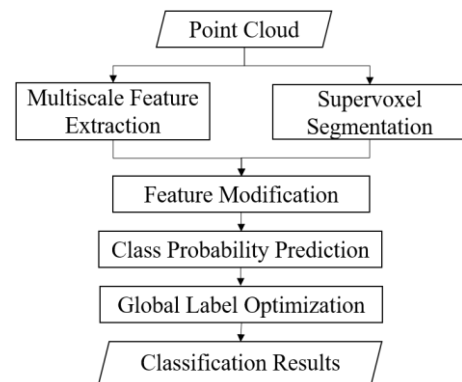 Point Cloud
Multiscale Feature
Extraction
Supervoxel
Segmentation
Feature Modification
Class Probability Prediction
Global Label Optimization
Classification Results